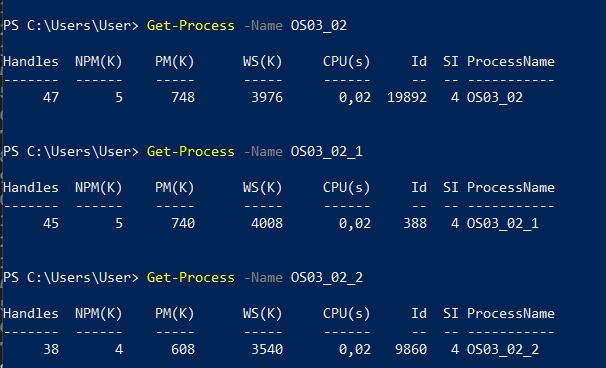 PS C:\Users\User> Get-Process -Name OS03_02
Handles  NPM(K)    PM(K)      WS(K)     CPU(s)     Id  SI ProcessName
-------  ------    -----      -----     ------     --  -- -----------
     47       5      748       3976       0,02  19892   4 OS03_02
PS C:\Users\User> Get-Process -Name OS03_02_1
Handles  NPM(K)    PM(K)      WS(K)     CPU(s)     Id  SI ProcessName
-------  ------    -----      -----     ------     --  -- -----------
     45       5      740       4008       0,02    388   4 OS03_02_1
PS C:\Users\User> Get-Process -Name OS03_02_2
Handles  NPM(K)    PM(K)      WS(K)     CPU(s)     Id  SI ProcessName
-------  ------    -----      -----     ------     --  -- -----------
     38       4      608       3540       0,02   9860   4 OS03_02_2